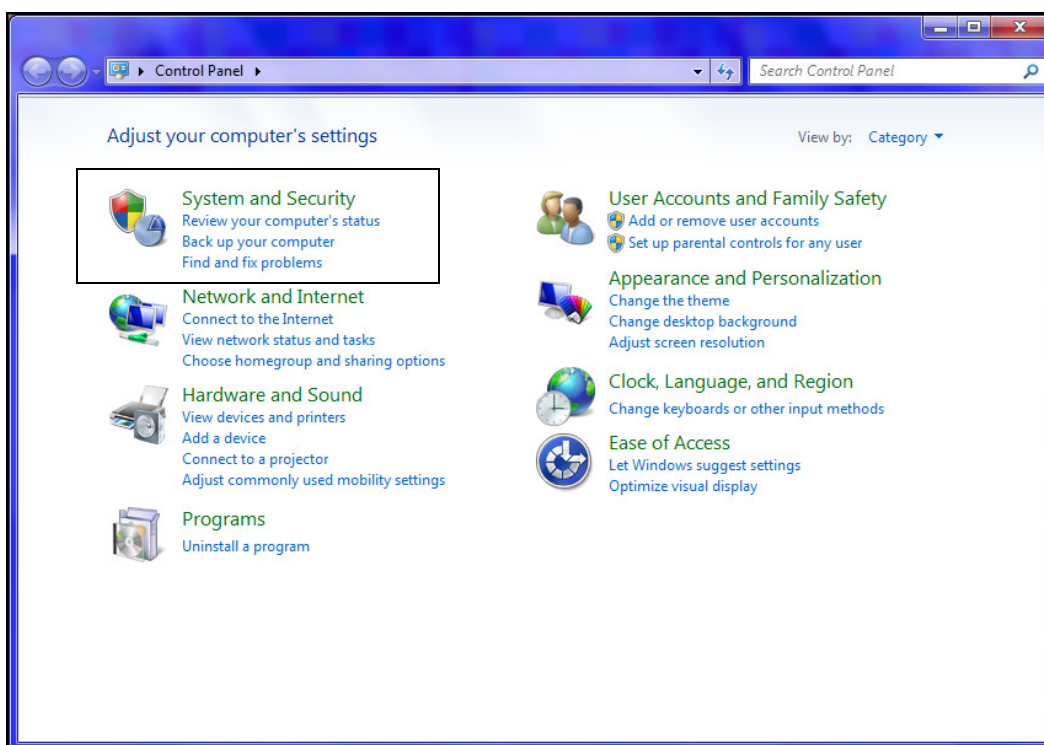 Control Panel
Search Control Panel
Adjust your computer's settings
View by: Category
System and Security
Review your computer's status
Back up your computer
Find and fix problems
Network and Internet
Connect to the Internet
View network status and tasks
Choose homegroup and sharing options
Hardware and Sound
View devices and printers
Add a device
Connect to a projector
Adjust commonly used mobility settings
Programs
Uninstall a program
User Accounts and Family Safety
Add or remove user accounts
Set up parental controls for any user
Appearance and Personalization
Change the theme
Change desktop background
Adjust screen resolution
Clock, Language, and Region
Change keyboards or other input methods
Ease of Access
Let Windows suggest settings
Optimize visual display